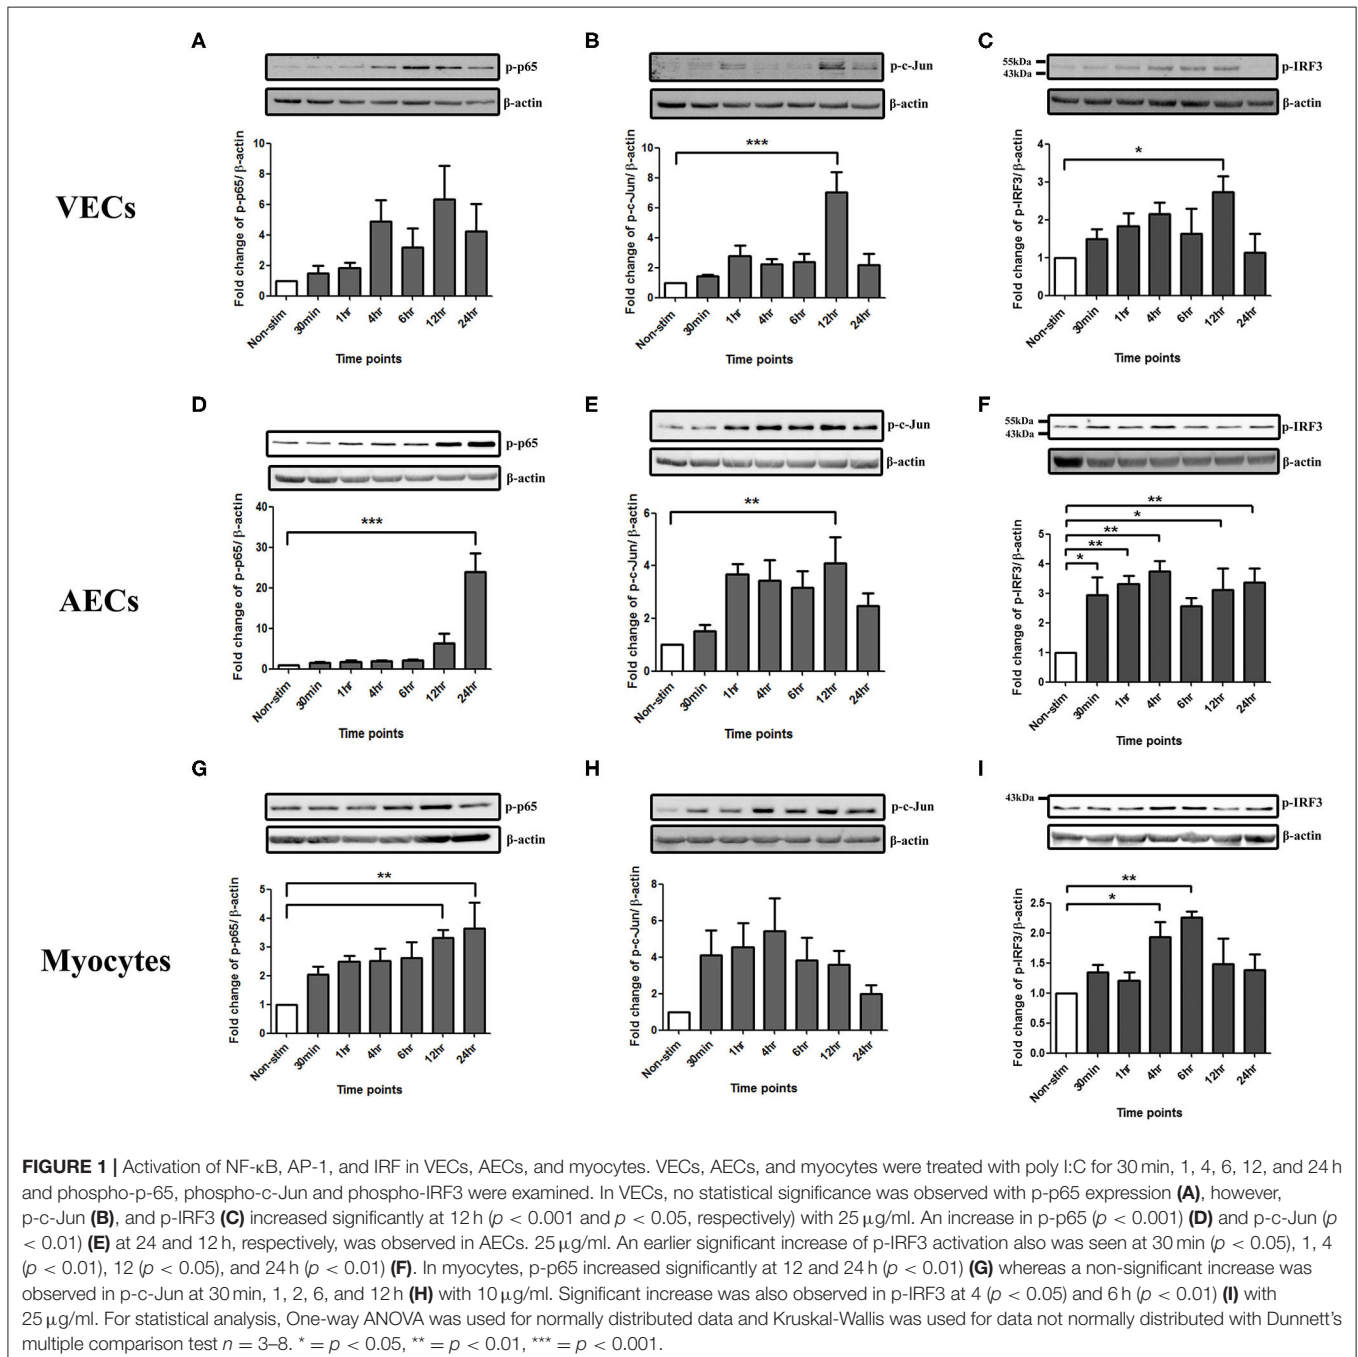 A
p-p65
β-actin
Fold change of p-p65/ β-actin
10
8
6
4
2
0
Non-stim 30min 1hr 4hr 6hr 12hr 24hr
Time points
B
p-c-Jun
β-actin
Fold change of p-c-Jun/ β-actin
10
8
6
4
2
0
***
Non-stim 30min 1hr 4hr 6hr 12hr 24hr
Time points
C
55kDa
43kDa
p-IRF3
β-actin
Fold change of p-IRF3/ β-actin
4
3
2
1
0
*
Non-stim 30min 1hr 4hr 6hr 12hr 24hr
Time points
VECs
D
p-p65
β-actin
Fold change of p-p65/ β-actin
40
30
20
10
0
***
Non-stim 30min 1hr 4hr 6hr 12hr 24hr
Time points
E
p-c-Jun
β-actin
Fold change of p-c-Jun/ β-actin
6
4
2
0
**
Non-stim 30min 1hr 4hr 6hr 12hr 24hr
Time points
F
55kDa
43kDa
p-IRF3
β-actin
Fold change of p-IRF3/ β-actin
5
4
3
2
1
0
**
*
**
**
*
Non-stim 30min 1hr 4hr 6hr 12hr 24hr
Time points
AECs
G
p-p65
β-actin
Fold change of p-p65/ β-actin
5
4
3
2
1
0
**
Non-stim 30min 1hr 4hr 6hr 12hr 24hr
Time points
H
p-c-Jun
β-actin
Fold change of p-c-Jun/ β-actin
8
6
4
2
0
Non-stim 30min 1hr 4hr 6hr 12hr 24hr
Time points
I
43kDa
p-IRF3
β-actin
Fold change of p-IRF3/ β-actin
2.5
2.0
1.5
1.0
0.5
0.0
**
*
Non-stim 30min 1hr 4hr 6hr 12hr 24hr
Time points
Myocytes
FIGURE 1 | Activation of NF-κB, AP-1, and IRF in VECs, AECs, and myocytes. VECs, AECs, and myocytes were treated with poly I:C for 30 min, 1, 4, 6, 12, and 24 h
and phospho-p-65, phospho-c-Jun and phospho-IRF3 were examined. In VECs, no statistical significance was observed with p-p65 expression (A), however,
p-c-Jun (B), and p-IRF3 (C) increased significantly at 12 h (p < 0.001 and p < 0.05, respectively) with 25 μg/ml. An increase in p-p65 (p < 0.001) (D) and p-c-Jun (p
< 0.01) (E) at 24 and 12 h, respectively, was observed in AECs. 25 μg/ml. An earlier significant increase of p-IRF3 activation also was seen at 30 min (p < 0.05), 1, 4
(p < 0.01), 12 (p < 0.05), and 24 h (p < 0.01) (F). In myocytes, p-p65 increased significantly at 12 and 24 h (p < 0.01) (G) whereas a non-significant increase was
observed in p-c-Jun at 30 min, 1, 2, 6, and 12 h (H) with 10 μg/ml. Significant increase was also observed in p-IRF3 at 4 (p < 0.05) and 6 h (p < 0.01) (I) with
25 μg/ml. For statistical analysis, One-way ANOVA was used for normally distributed data and Kruskal-Wallis was used for data not normally distributed with Dunnett's
multiple comparison test n = 3–8. * = p < 0.05, ** = p < 0.01, *** = p < 0.001.